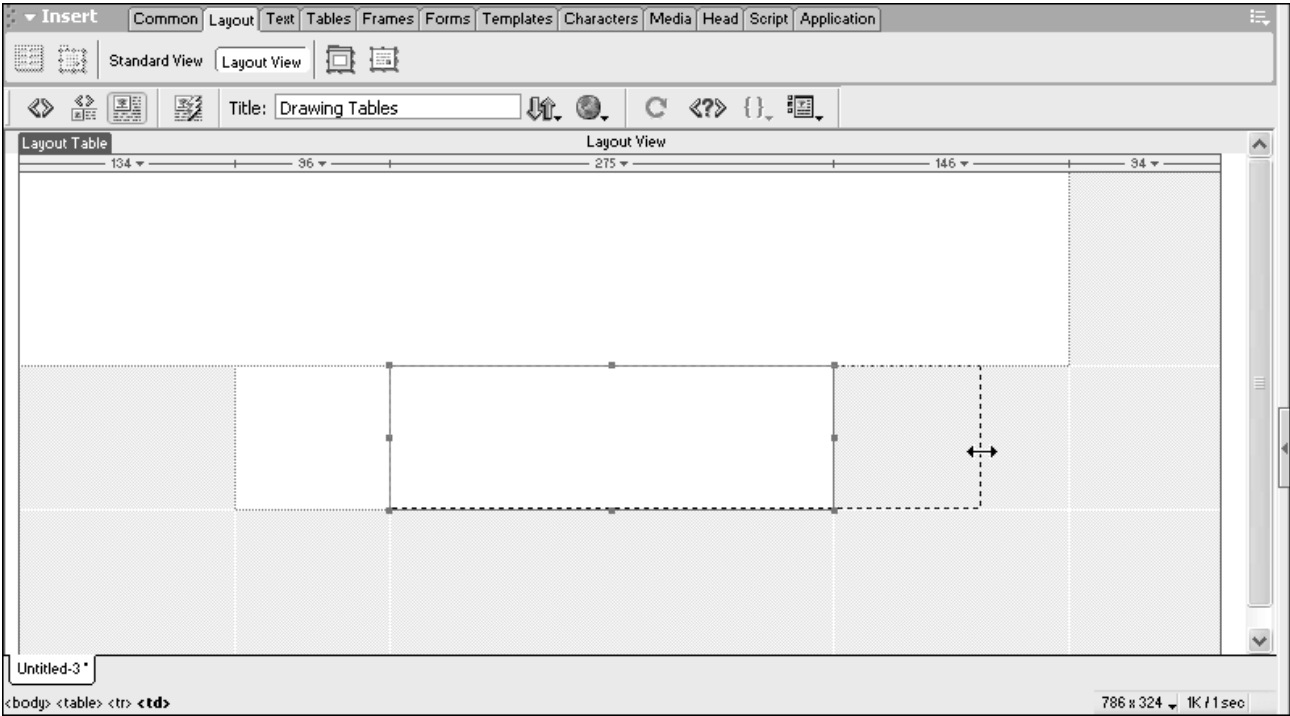 Insert Common Layout Text Tables Frames Forms Templates Characters Media Head Script Application
Standard View Layout View
Title: Drawing Tables
Layout Table Layout View
134 96 275 146 94
Untitled-3*
<body> <table> <tr> <td> 786 x 324 1K / 1 sec